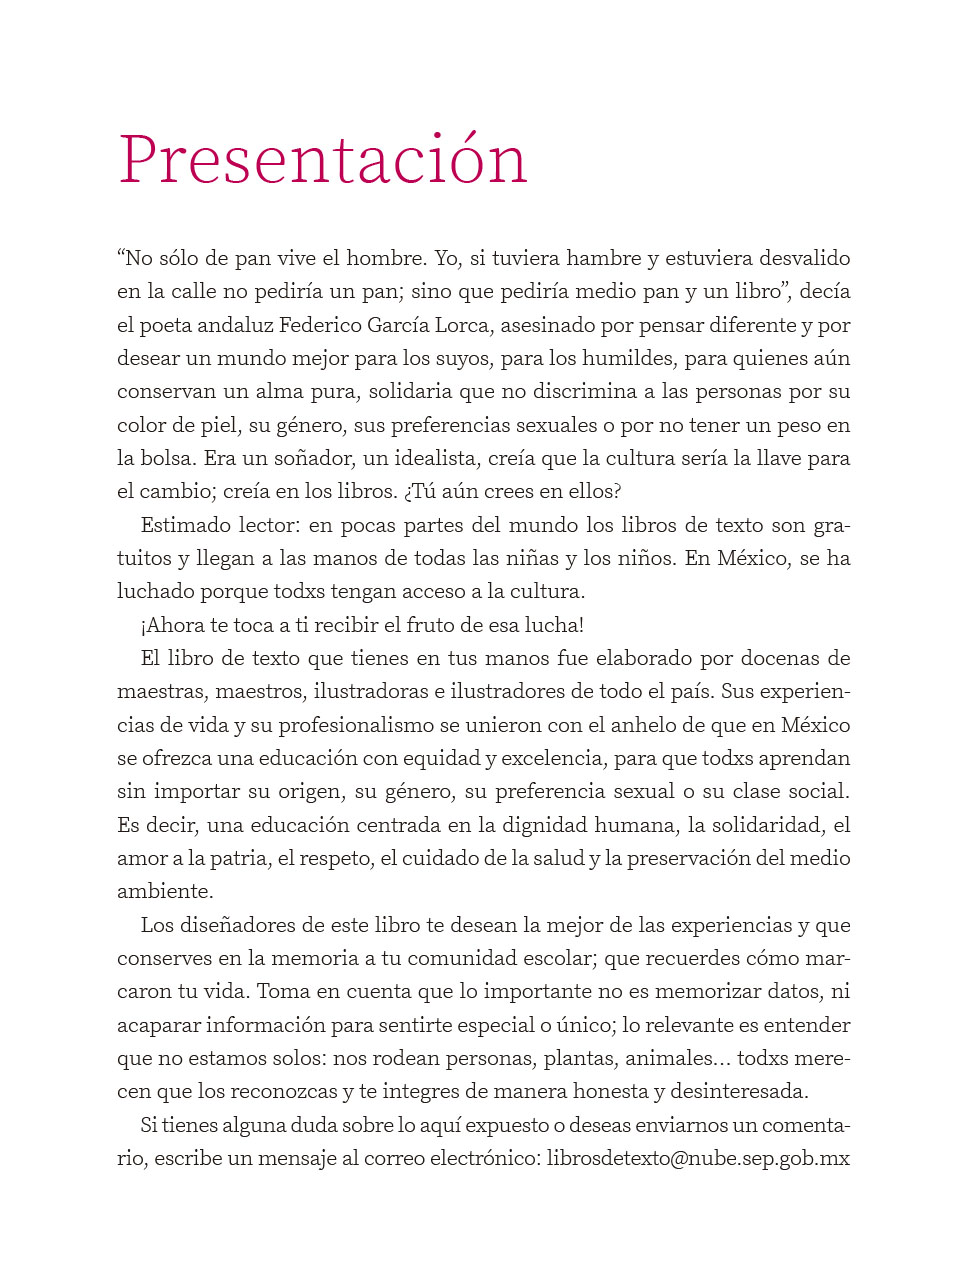 Presentación
“No sólo de pan vive el hombre. Yo, si tuviera hambre y estuviera desvalido
en la calle no pediría un pan; sino que pediría medio pan y un libro”, decía
el poeta andaluz Federico García Lorca, asesinado por pensar diferente y por
desear un mundo mejor para los suyos, para los humildes, para quienes aún
conservan un alma pura, solidaria que no discrimina a las personas por su
color de piel, su género, sus preferencias sexuales o por no tener un peso en
la bolsa. Era un soñador, un idealista, creía que la cultura sería la llave para
el cambio; creía en los libros. ¿Tú aún crees en ellos?
Estimado lector: en pocas partes del mundo los libros de texto son gra-
tuitos y llegan a las manos de todas las niñas y los niños. En México, se ha
luchado porque todxs tengan acceso a la cultura.
¡Ahora te toca a ti recibir el fruto de esa lucha!
El libro de texto que tienes en tus manos fue elaborado por docenas de
maestras, maestros, ilustradoras e ilustradores de todo el país. Sus experien-
cias de vida y su profesionalismo se unieron con el anhelo de que en México
se ofrezca una educación con equidad y excelencia, para que todxs aprendan
sin importar su origen, su género, su preferencia sexual o su clase social.
Es decir, una educación centrada en la dignidad humana, la solidaridad, el
amor a la patria, el respeto, el cuidado de la salud y la preservación del medio
ambiente.
Los diseñadores de este libro te desean la mejor de las experiencias y que
conserves en la memoria a tu comunidad escolar; que recuerdes cómo mar-
caron tu vida. Toma en cuenta que lo importante no es memorizar datos, ni
acaparar información para sentirte especial o único; lo relevante es entender
que no estamos solos: nos rodean personas, plantas, animales… todxs mere-
cen que los reconozcas y te integres de manera honesta y desinteresada.
Si tienes alguna duda sobre lo aquí expuesto o deseas enviarnos un comenta-
rio, escribe un mensaje al correo electrónico: librosdetexto@nube.sep.gob.mx